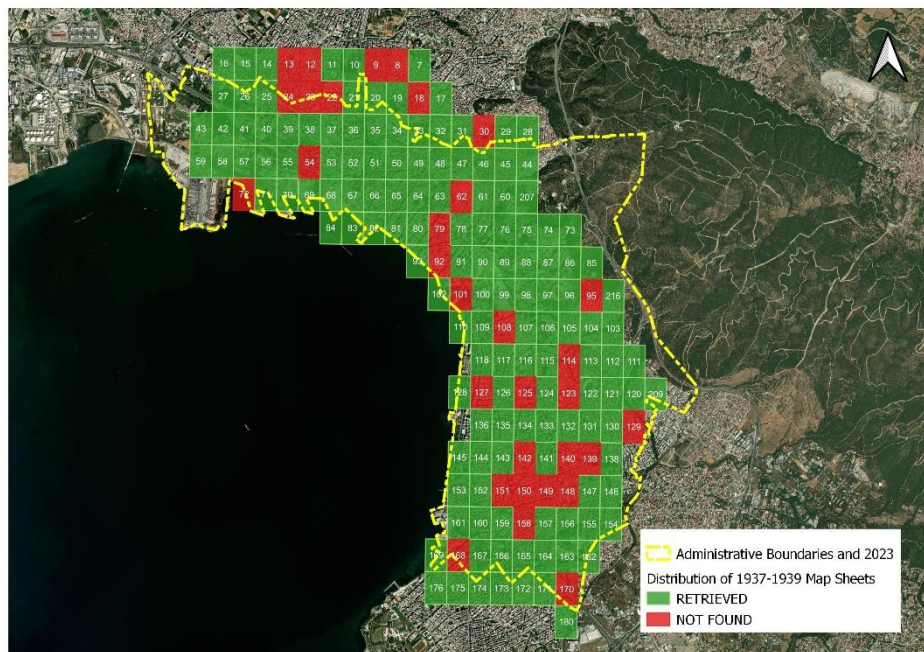 16 15 14 13 12 11 10 9 8 7
27 26 25 24 23 22 21 20 19 18 17
43 42 41 40 39 38 37 36 35 34 33 32 31 30 29 28
59 58 57 56 55 54 53 52 51 50 49 48 47 46 45 44
70 69 68 67 66 65 64 63 62 61 60 207
84 83 82 81 80 79 78 77 76 75 74 73
93 92 91 90 89 88 87 86 85
102 101 100 99 98 97 96 95 216
110 109 108 107 106 105 104 103
118 117 116 115 114 113 112 111
128 127 126 125 124 123 122 121 120 209
136 135 134 133 132 131 130 129
145 144 143 142 141 140 139 138
153 152 151 150 149 148 147 146
161 160 159 158 157 156 155 154
169 168 167 166 165 164 163 162
176 175 174 173 172 170
180
Administrative Boundaries and 2023
Distribution of 1937-1939 Map Sheets
RETRIEVED
NOT FOUND